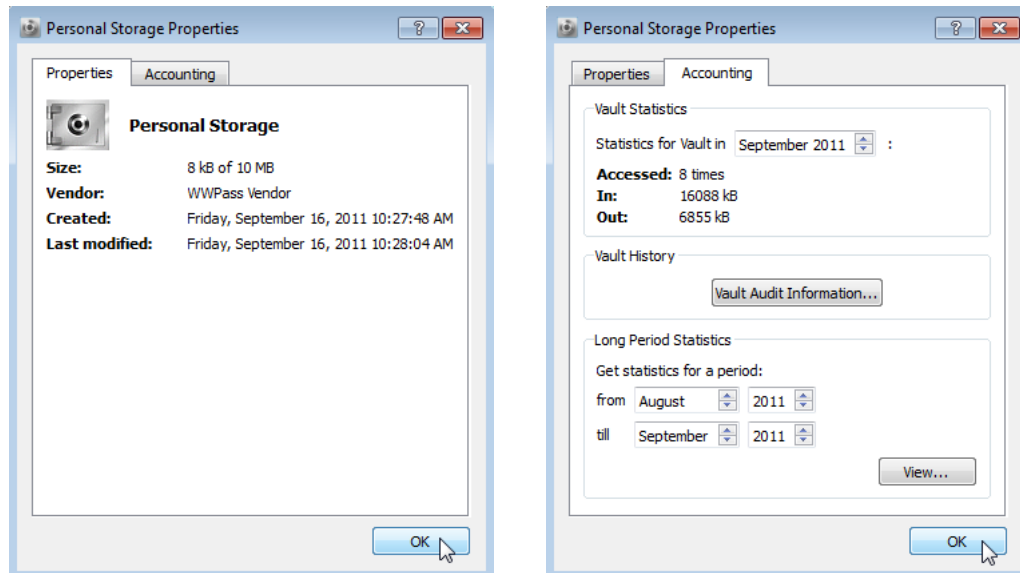 Personal Storage Properties
Properties Accounting
Personal Storage
Size: 8 kB of 10 MB
Vendor: WWPass Vendor
Created: Friday, September 16, 2011 10:27:48 AM
Last modified: Friday, September 16, 2011 10:28:04 AM
OK
Personal Storage Properties
Properties Accounting
Vault Statistics
Statistics for Vault in September 2011 :
Accessed: 8 times
In: 16088 kB
Out: 6855 kB
Vault History
Vault Audit Information...
Long Period Statistics
Get statistics for a period:
from August 2011
till September 2011
View...
OK